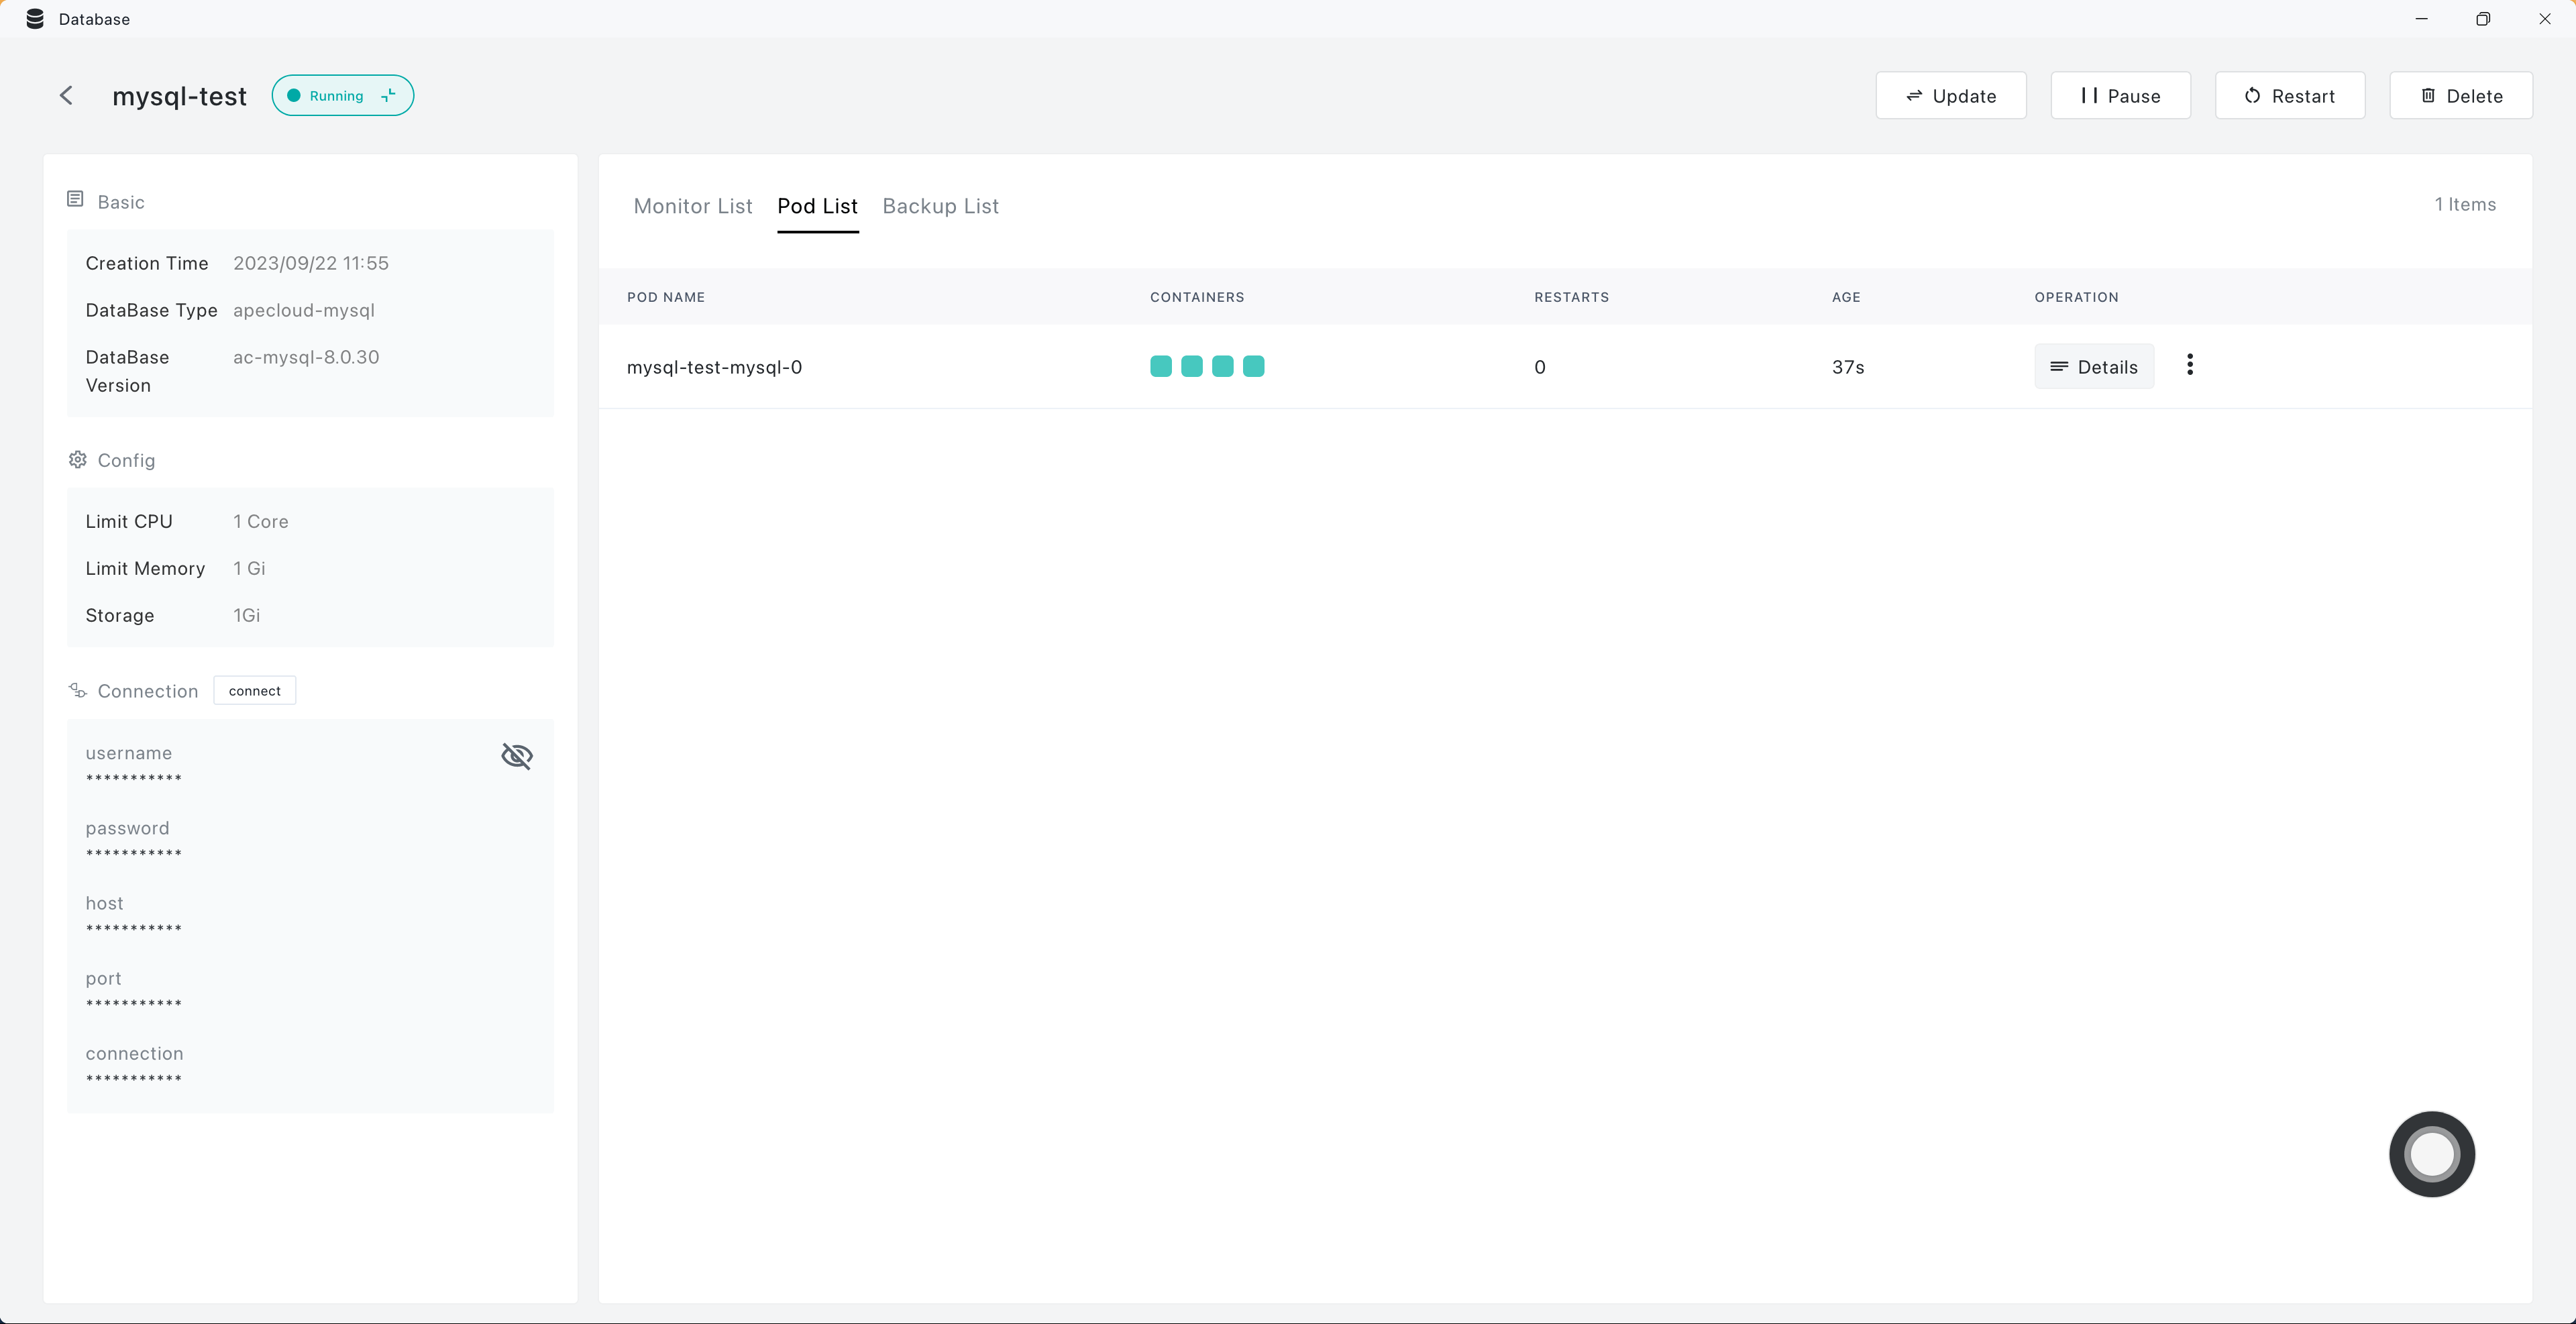 Database
mysql-test
Running
Update
Pause
Restart
Delete
Basic
Creation Time 2023/09/22 11:55
DataBase Type apecloud-mysql
DataBase ac-mysql-8.0.30
Version
Config
Limit CPU 1 Core
Limit Memory 1 Gi
Storage 1Gi
Connection connect
username
***********
password
***********
host
***********
port
***********
connection
***********
Monitor List Pod List Backup List 1 Items
POD NAME CONTAINERS RESTARTS AGE OPERATION
mysql-test-mysql-0 0 37s Details